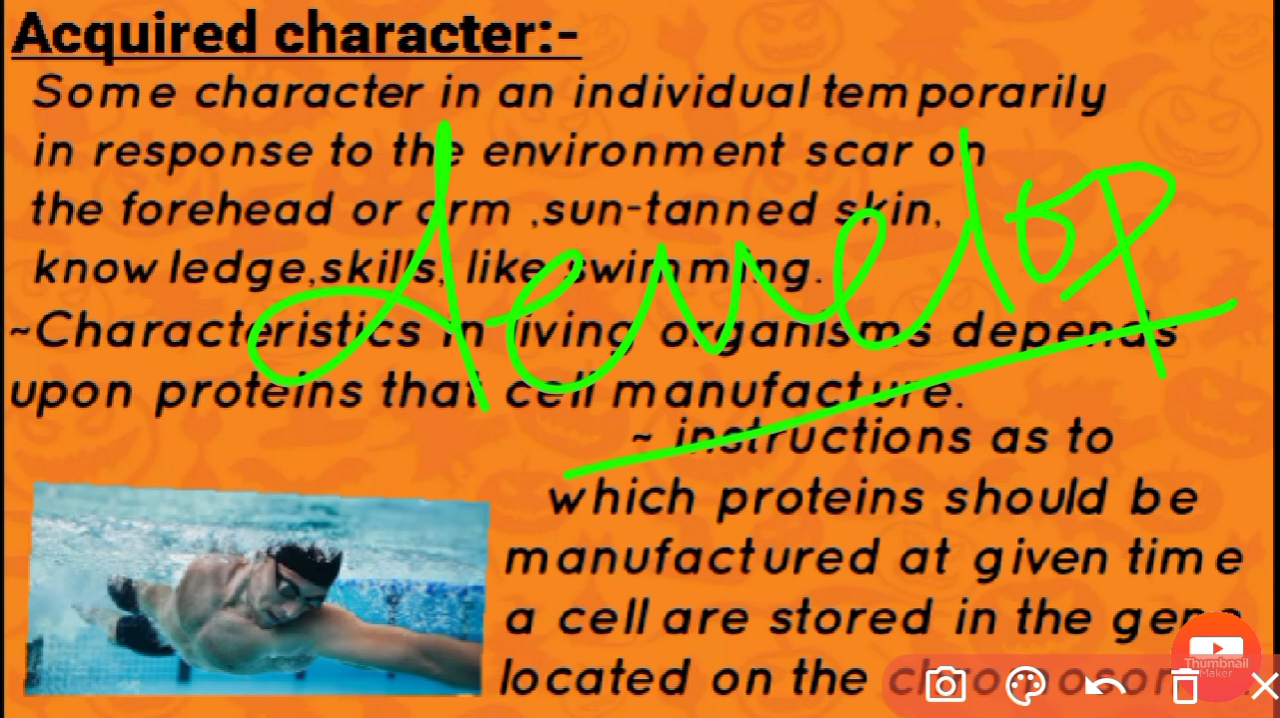 Acquired character:-
Some character in an individual temporarily
in response to the environment scar on
the forehead or arm ,sun-tanned skin,
knowledge,skills, like swimming.
develop
~Characteristics in living organisms depends
upon proteins that cell manufacture.
~ instructions as to
which proteins should be
manufactured at given time
a cell are stored in the gene
located on the
Thumbnail
Maker